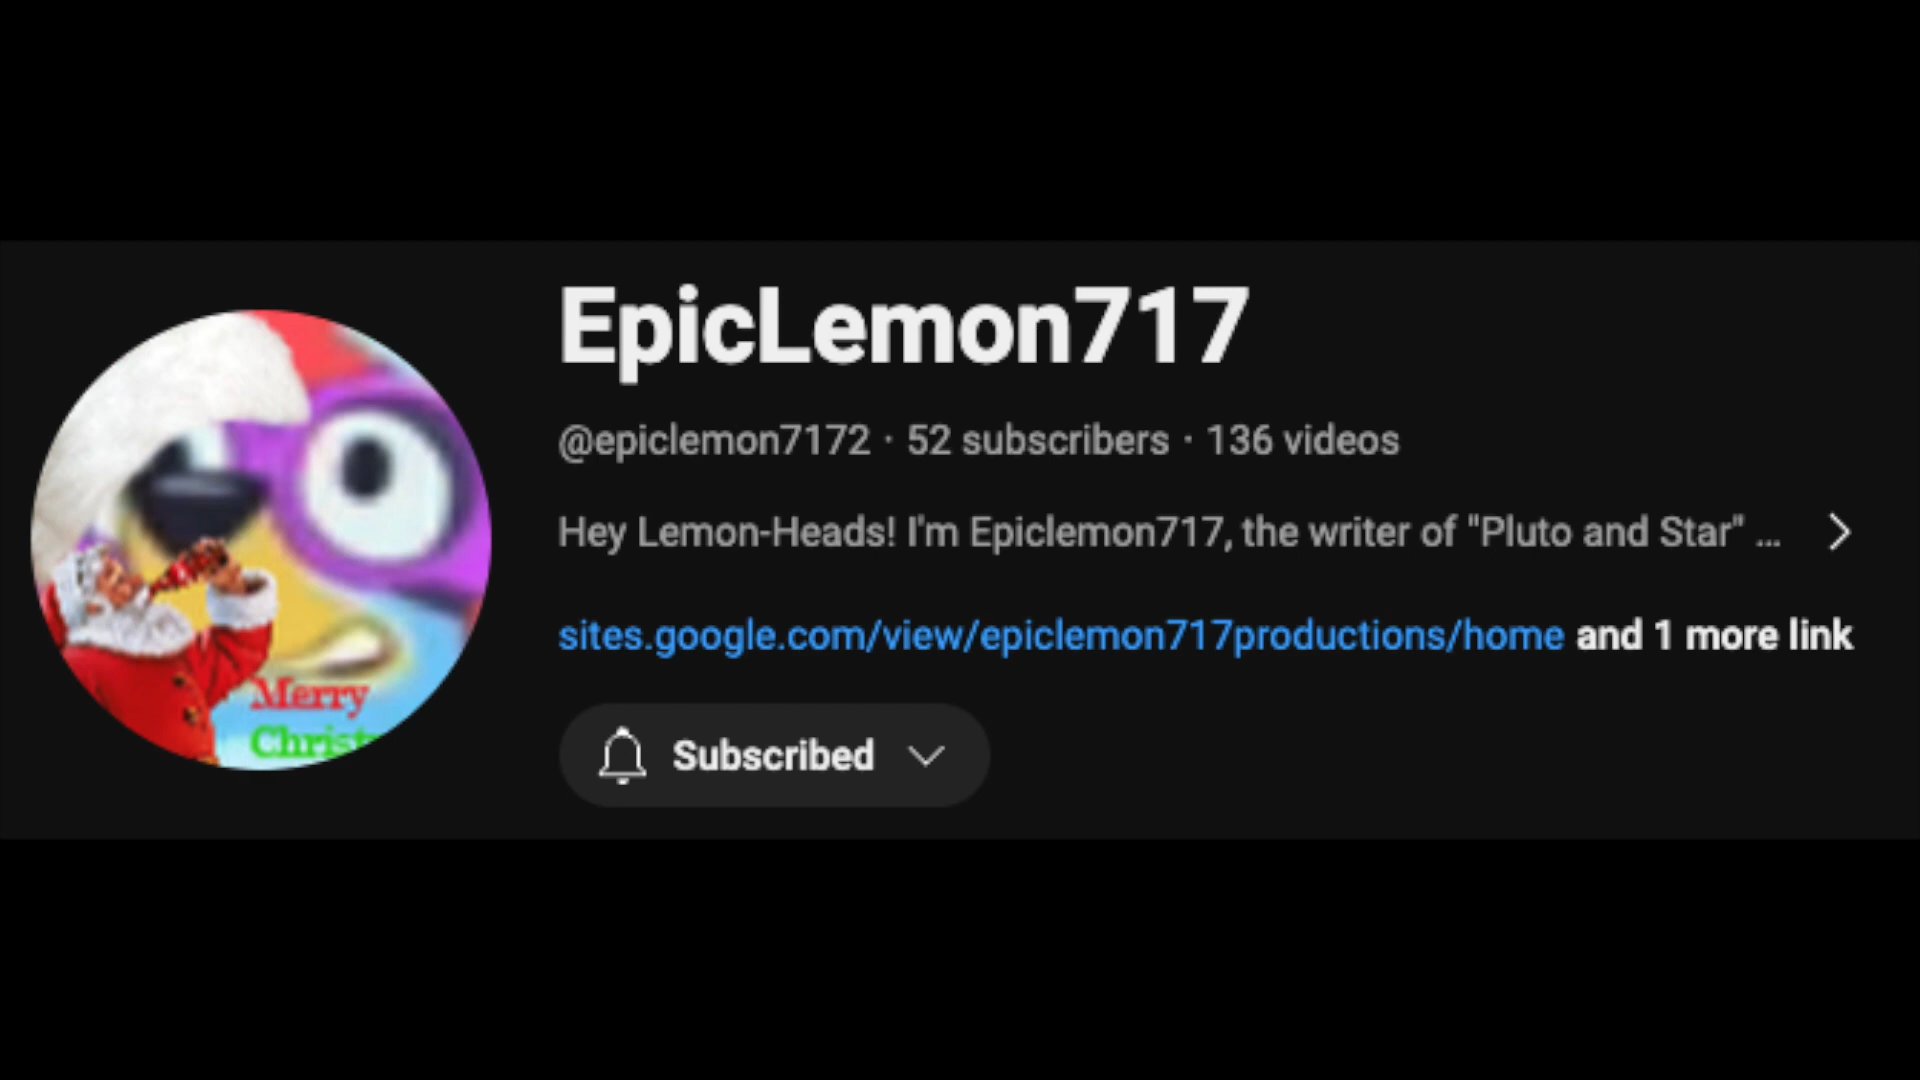 EpicLemon717
@epiclemon7172 · 52 subscribers · 136 videos
Hey Lemon-Heads! I'm Epiclemon717, the writer of "Pluto and Star" ...
sites.google.com/view/epiclemon717productions/home and 1 more link
Subscribed
Merry
Christ